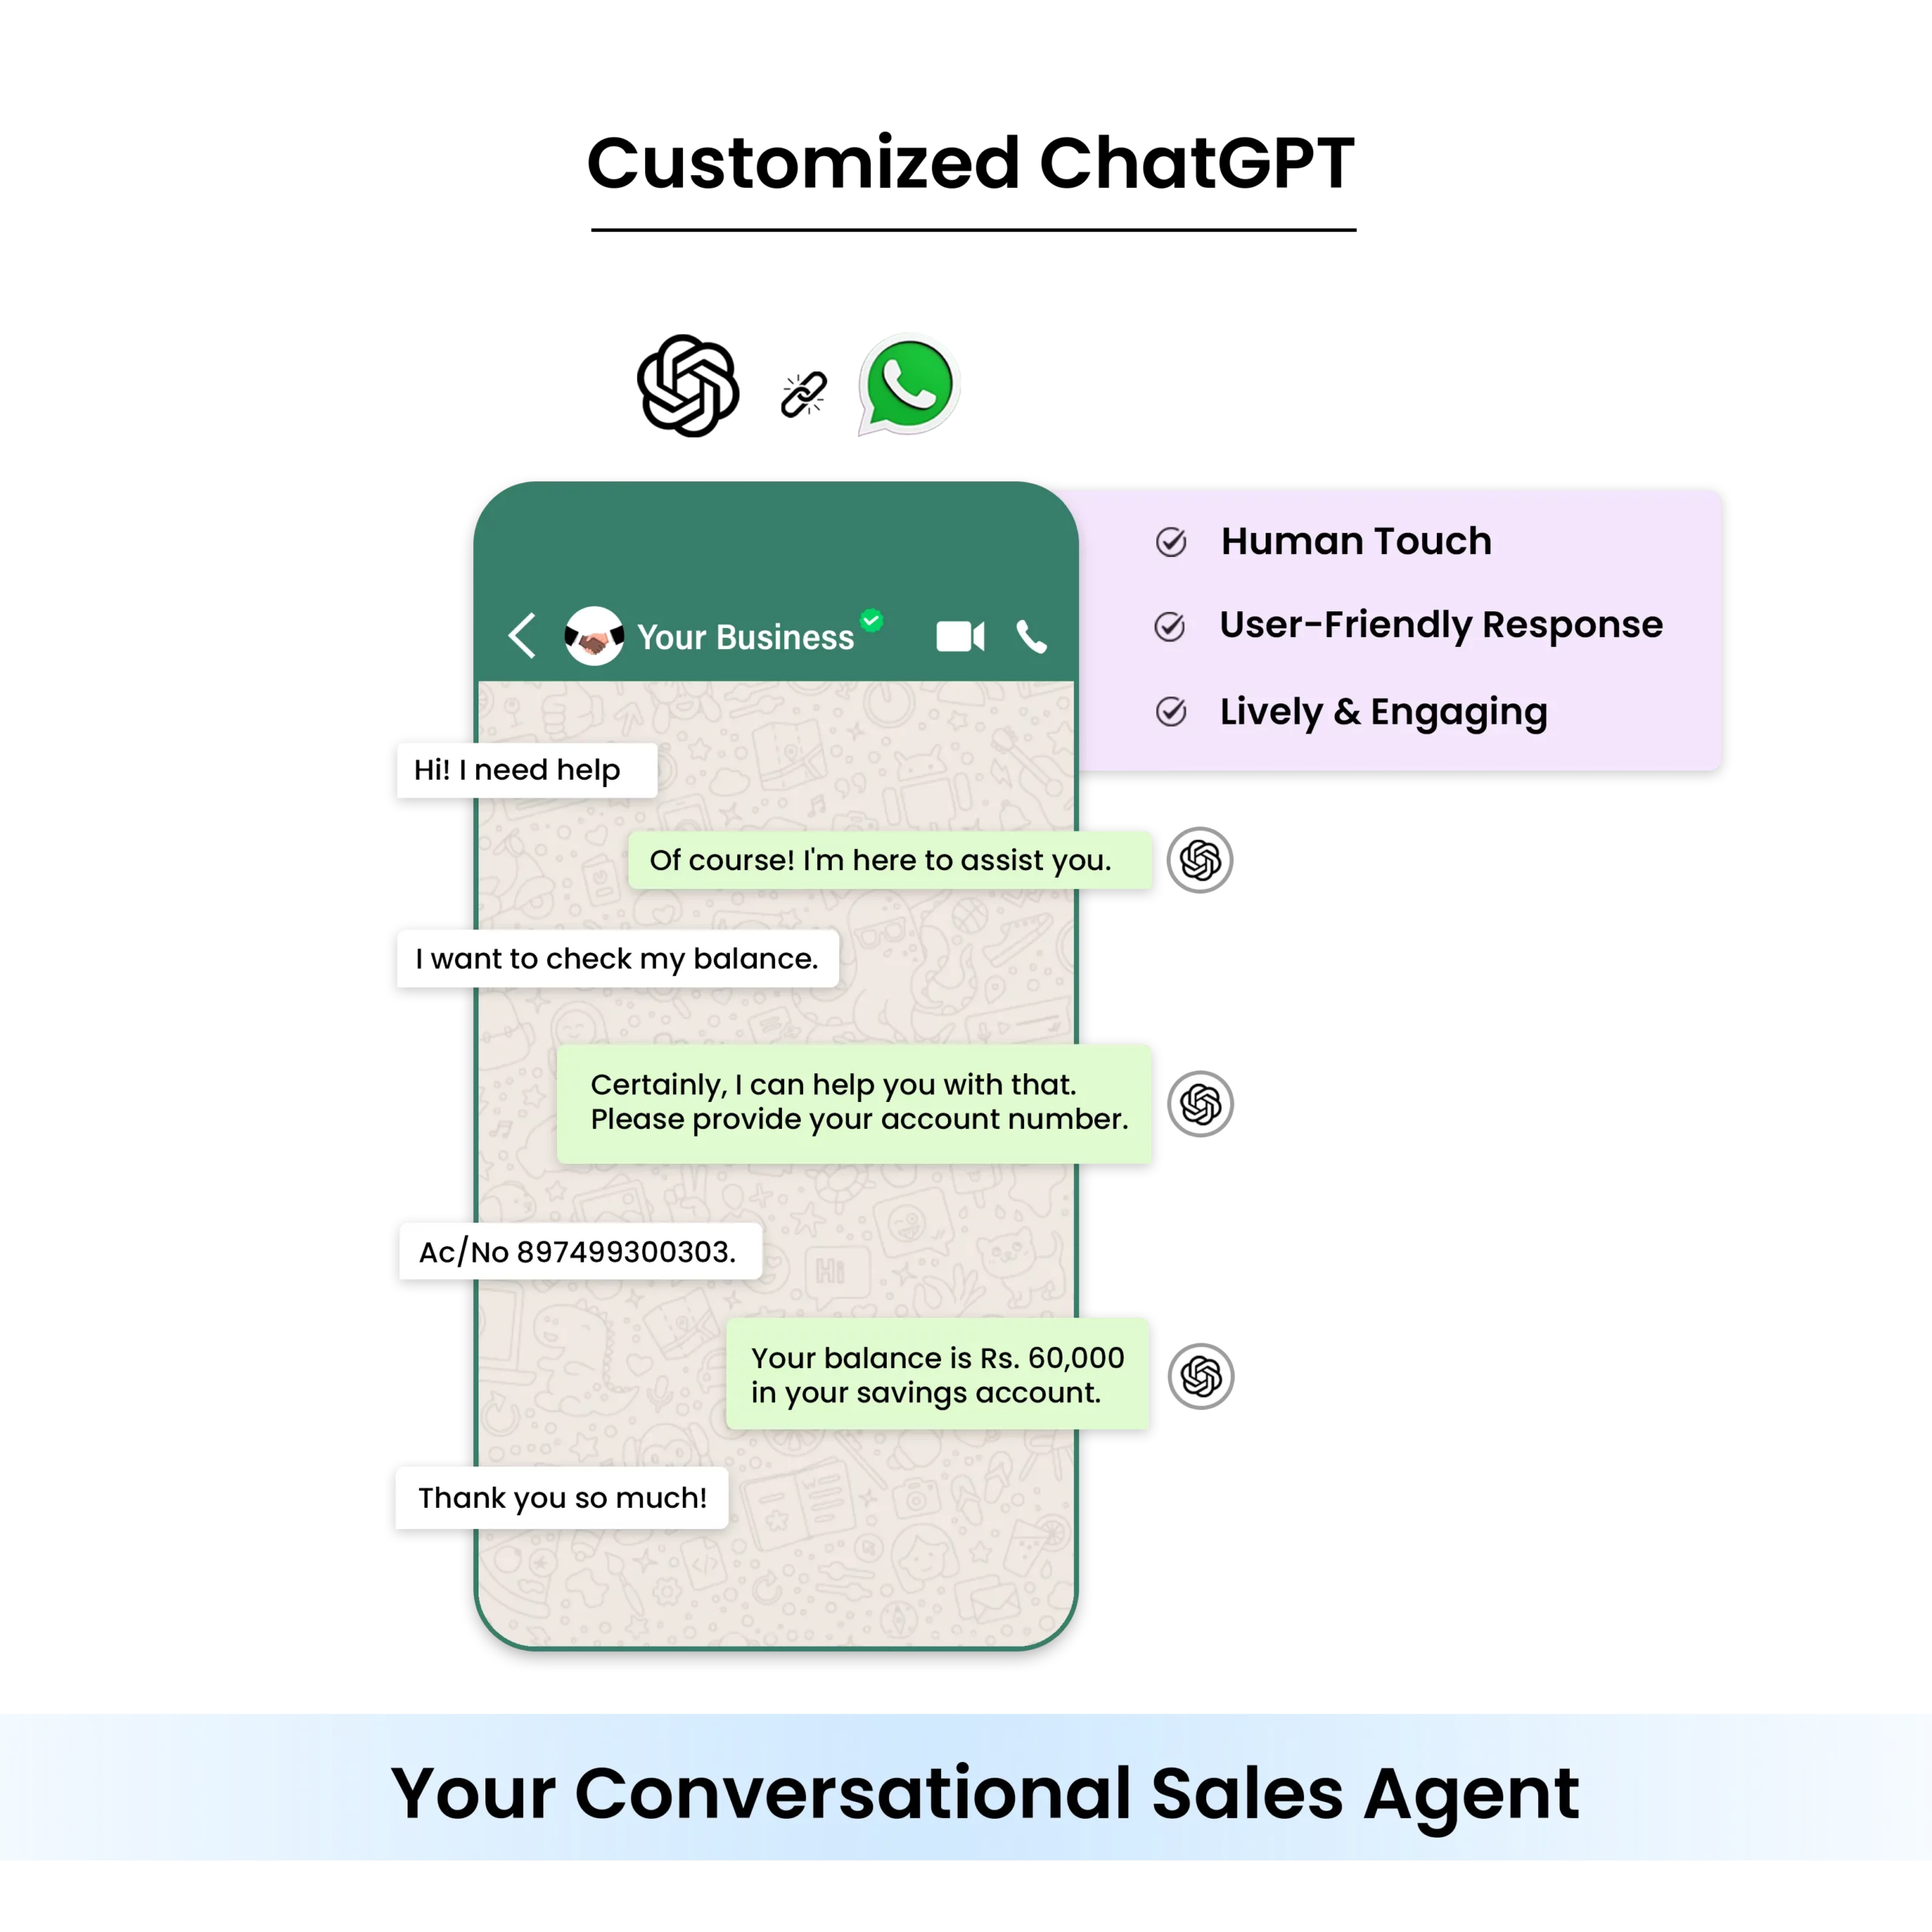 Customized ChatGPT
Your Business
Human Touch
User-Friendly Response
Lively & Engaging
Hi! I need help
Of course! I'm here to assist you.
I want to check my balance.
Certainly, I can help you with that.
Please provide your account number.
Ac/No 897499300303.
Hi
Your balance is Rs. 60,000
in your savings account.
Thank you so much!
Your Conversational Sales Agent